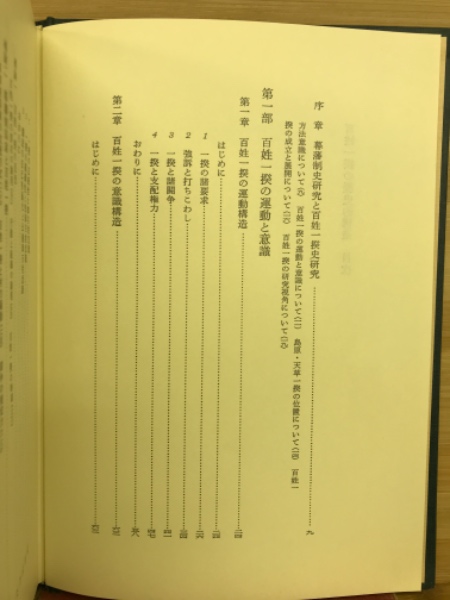 序章 幕藩制史研究と百姓一揆史研究 九
方法意識について 百姓一揆の運動と意識について 島原・天草一揆の位置について 百姓一
揆の成立と展開について 百姓一揆の研究視角について
第一部 百姓一揆の運動と意識
第一章 百姓一揆の運動構造
はじめに
1 一揆の諸要求
2 強訴と打ちこわし
3 一揆と諸闘争
4 一揆と支配権力
おわりに
第二章 百姓一揆の意識構造
はじめに